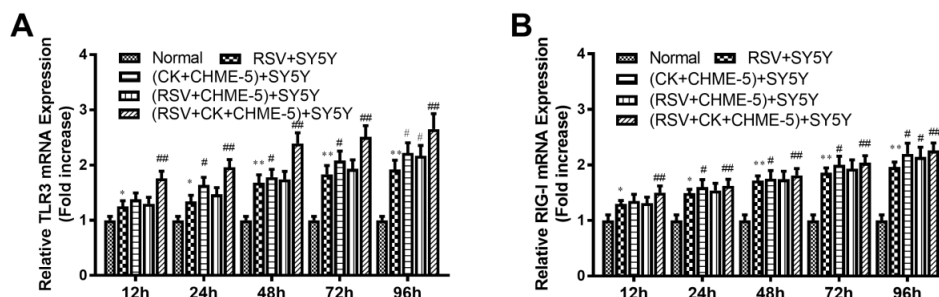 A
Relative TLR3 mRNA Expression
(Fold increase)
4
3
2
1
0
Normal RSV+SY5Y
(CK+CHME-5)+SY5Y
(RSV+CHME-5)+SY5Y
(RSV+CK+CHME-5)+SY5Y
* ##
* # ##
** # ##
** # ##
** # # ##
12h 24h 48h 72h 96h
B
Relative RIG-I mRNA Expression
(Fold increase)
4
3
2
1
0
Normal RSV+SY5Y
(CK+CHME-5)+SY5Y
(RSV+CHME-5)+SY5Y
(RSV+CK+CHME-5)+SY5Y
* ##
* # ##
** # ##
** # ##
** # # ##
12h 24h 48h 72h 96h